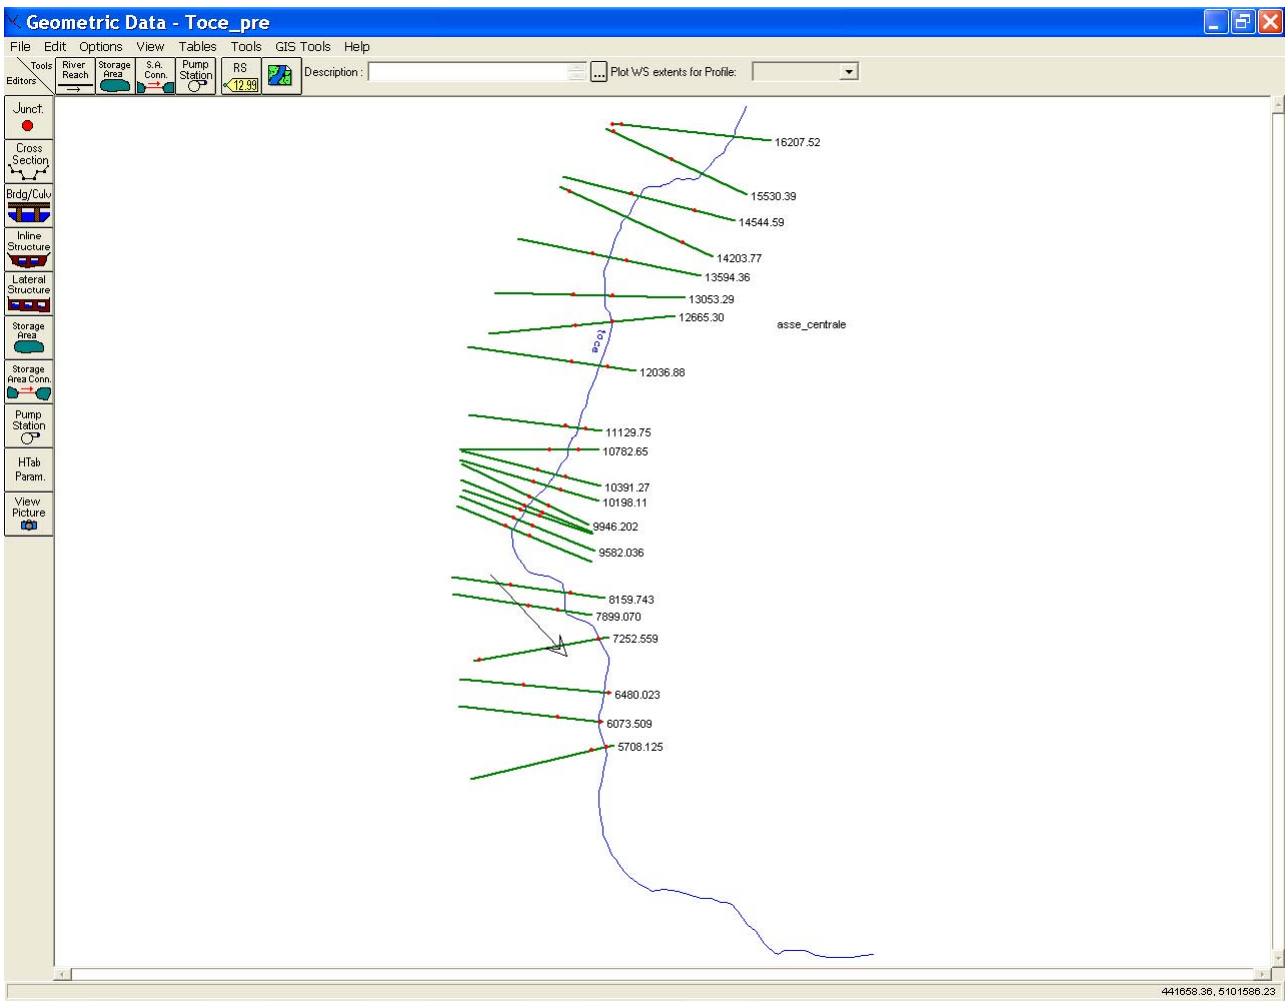 Geometric Data - Toce_pre
File Edit Options View Tables Tools GIS Tools Help
Tools
Editors
River
Reach
Storage
Area
S.A.
Conn.
Pump
Station
RS
12.99
Description :
...
Plot WS extents for Profile:
Junct.
Cross
Section
Brdg/Culv
Inline
Structure
Lateral
Structure
Storage
Area
Storage
Area Conn.
Pump
Station
HTab
Param.
View
Picture
16207.52
15530.39
14544.59
14203.77
13594.36
13053.29
12665.30
asse_centrale
toce
12036.88
11129.75
10782.65
10391.27
10198.11
9946.202
9582.036
8159.743
7899.070
7252.559
6480.023
6073.509
5708.125
441658.36, 5101586.23